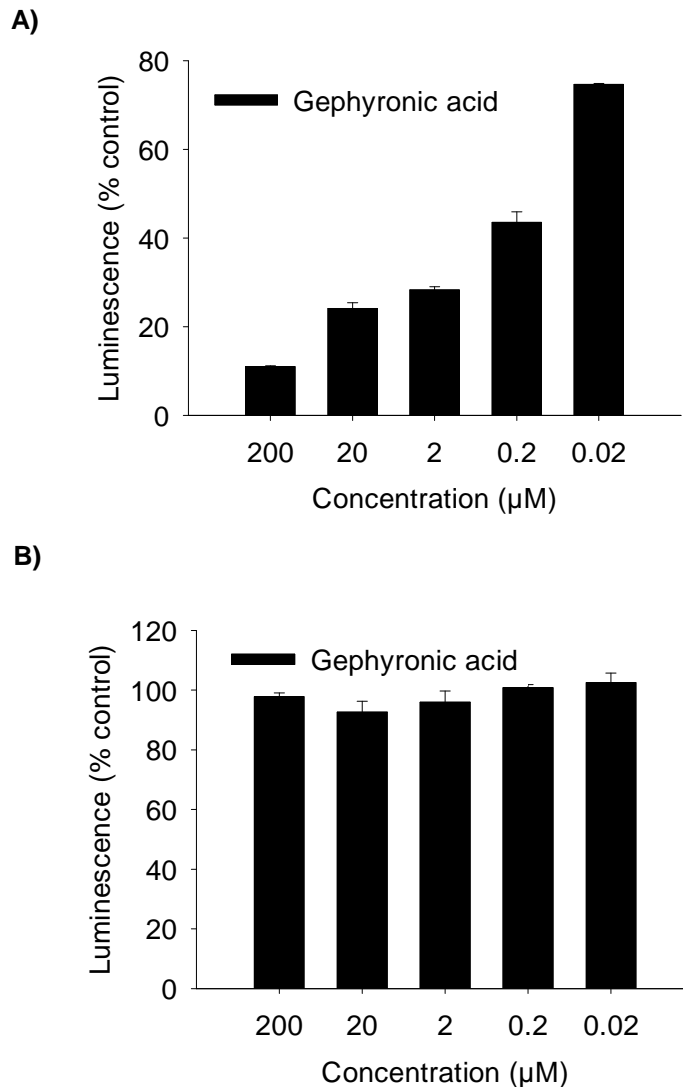 A)
80
Gephyronic acid
60
40
20
0
Luminescence (% control)
200 20 2 0.2 0.02
Concentration (µM)
B)
120
Gephyronic acid
100
80
60
40
20
0
Luminescence (% control)
200 20 2 0.2 0.02
Concentration (µM)